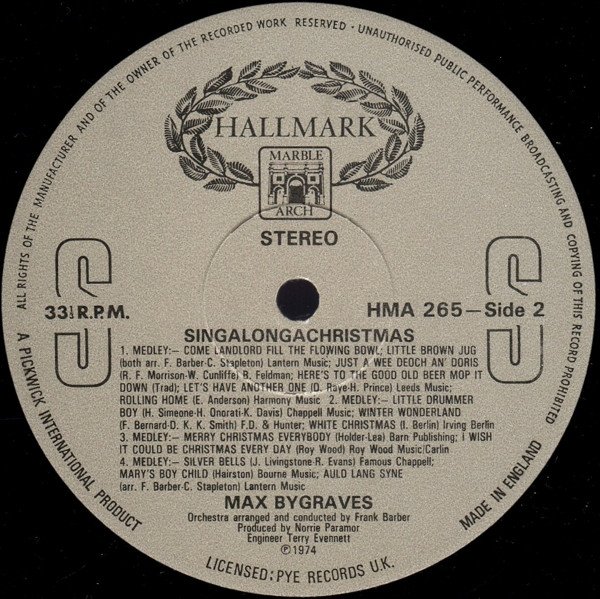 ALL RIGHTS OF THE MANUFACTURER AND OF THE OWNER OF THE RECORDED WORK RESERVED - UNAUTHORISED PUBLIC PERFORMANCE BROADCASTING AND COPYING OF THIS RECORD PROHIBITED
HALLMARK
MARBLE
ARCH
STEREO
S S
33⅓ R.P.M.
HMA 265—Side 2
SINGALONGACHRISTMAS
1. MEDLEY:— COME LANDLORD FILL THE FLOWING BOWL; LITTLE BROWN JUG
(both arr. F. Barber-C. Stapleton) Lantern Music; JUST A WEE DEOCH AN' DORIS
(R. F. Morrison-W. Cunliffe) B. Feldman; HERE'S TO THE GOOD OLD BEER MOP IT
DOWN (Trad); LET'S HAVE ANOTHER ONE (D. Raye-H. Prince) Leeds Music;
ROLLING HOME (E. Anderson) Harmony Music 2. MEDLEY:— LITTLE DRUMMER
BOY (H. Simeone-H. Onorati-K. Davis) Chappell Music; WINTER WONDERLAND
(F. Bernard-D. K. K. Smith) F.D. & Hunter; WHITE CHRISTMAS (I. Berlin) Irving Berlin
3. MEDLEY:— MERRY CHRISTMAS EVERYBODY (Holder-Lea) Barn Publishing; I WISH
IT COULD BE CHRISTMAS EVERY DAY (Roy Wood) Roy Wood Music/Carlin
4. MEDLEY:— SILVER BELLS (J. Livingstone-R. Evans) Famous Chappell;
MARY'S BOY CHILD (Hairston) Bourne Music; AULD LANG SYNE
(arr. F. Barber-C. Stapleton) Lantern Music
MAX BYGRAVES
Orchestra arranged and conducted by Frank Barber
Produced by Norrie Paramor
Engineer Terry Evennett
℗1974
A PICKWICK INTERNATIONAL PRODUCT
LICENSED: PYE RECORDS U.K.
MADE IN ENGLAND